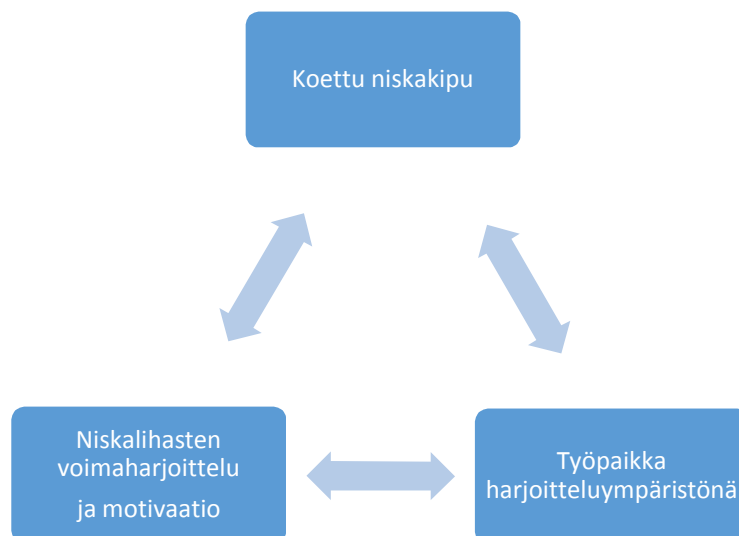 Koettu niskakipu
Niskalihasten
voimaharjoittelu
ja motivaatio
Työpaikka
harjoitteluympäristönä